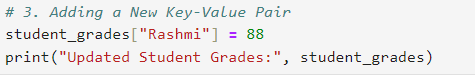 # 3. Adding a New Key-Value Pair
student_grades["Rashmi"] = 88
print("Updated Student Grades:", student_grades)